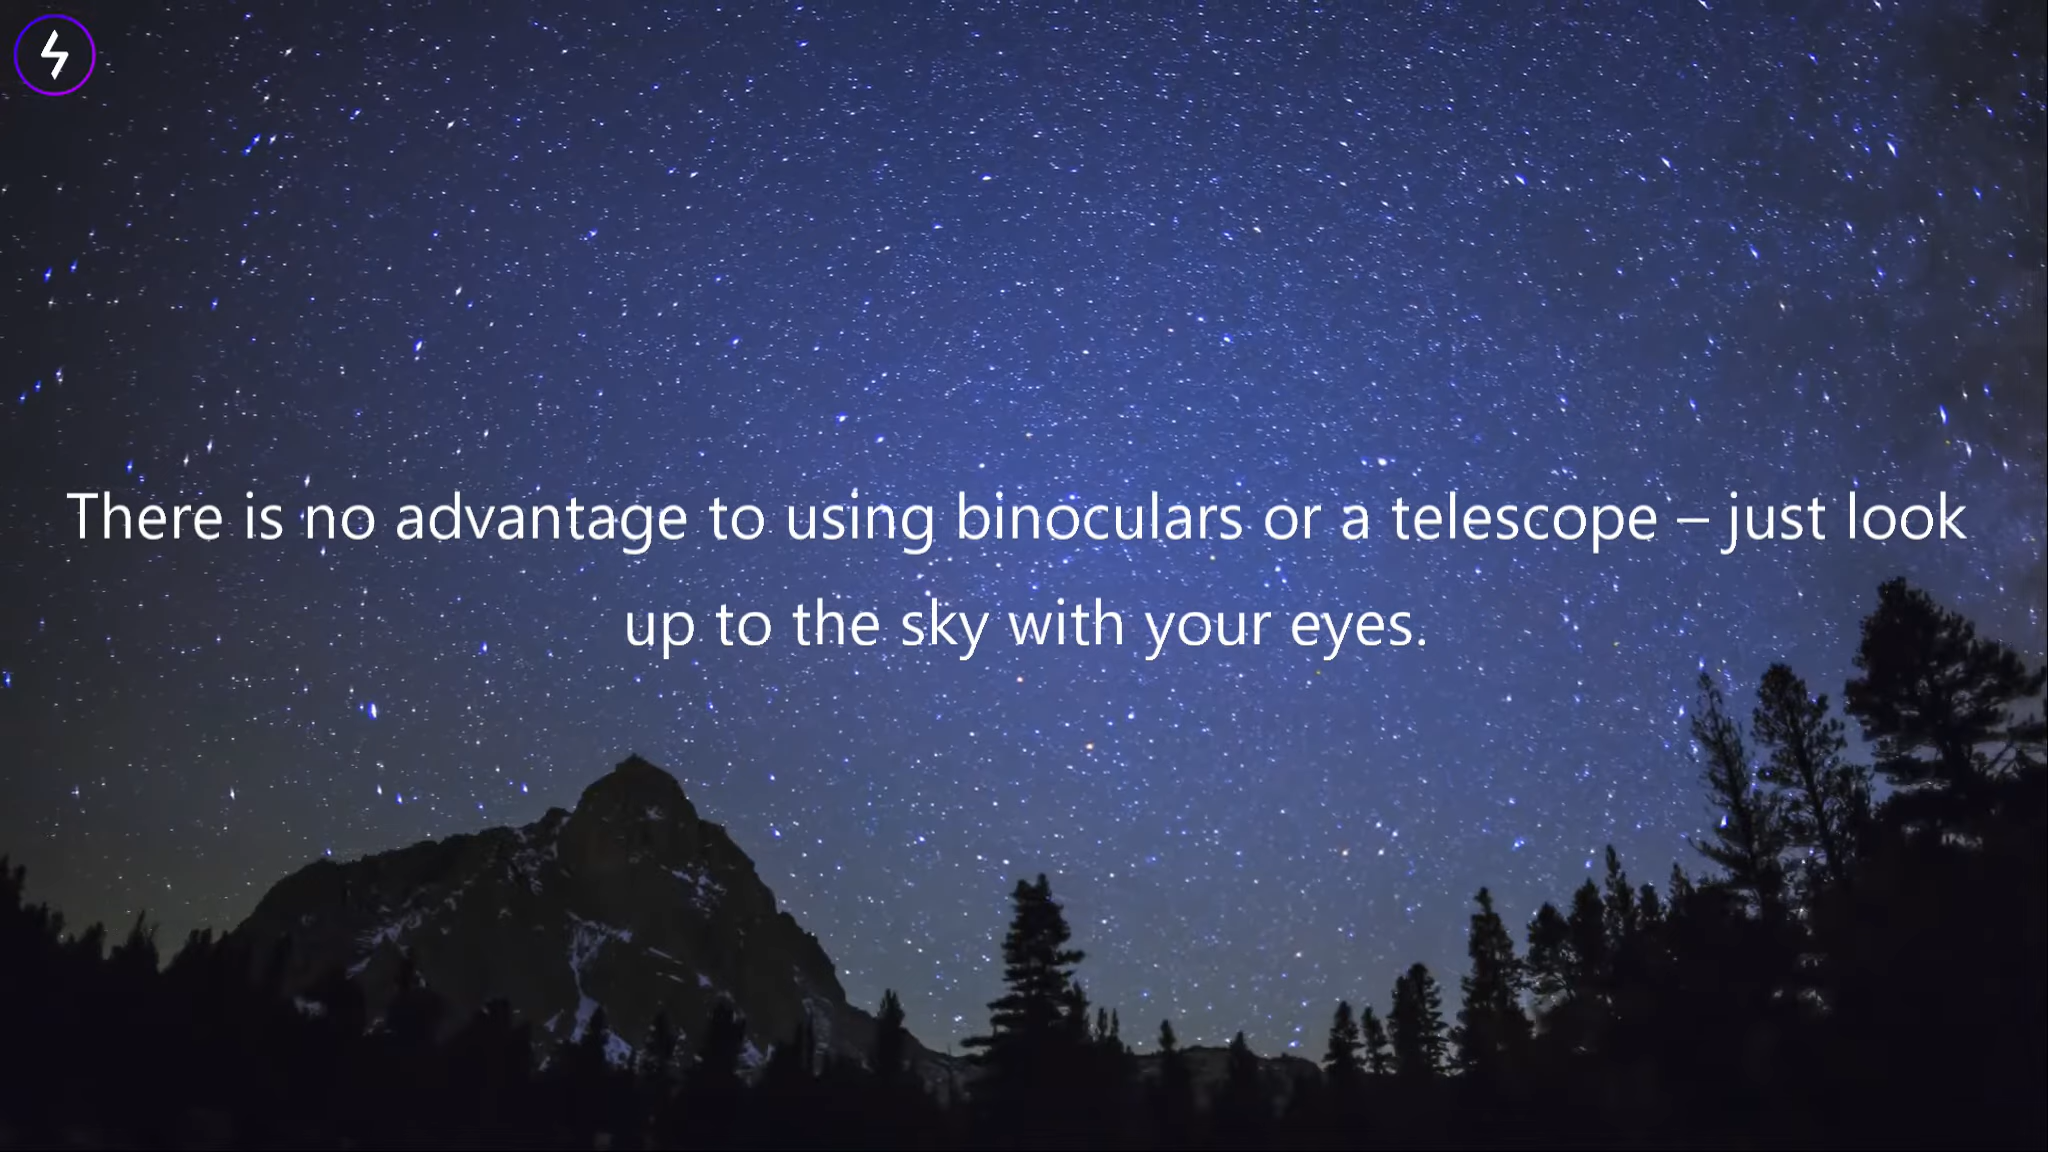 There is no advantage to using binoculars or a telescope – just look
up to the sky with your eyes.